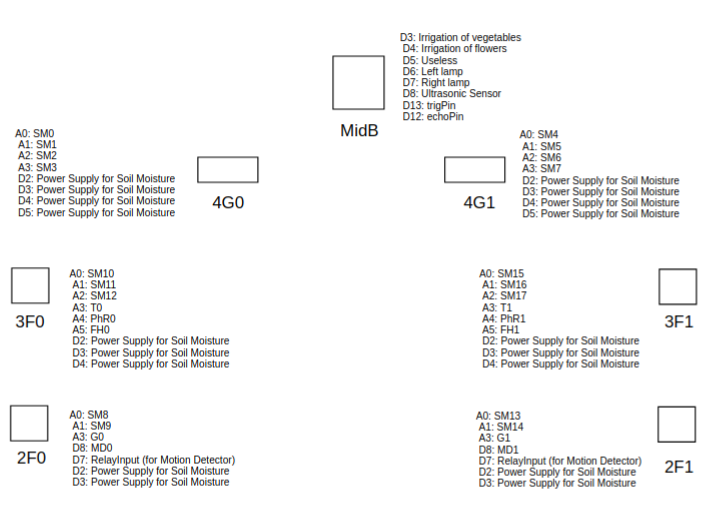 D3: Irrigation of vegetables
D4: Irrigation of flowers
D5: Useless
D6: Left lamp
D7: Right lamp
D8: Ultrasonic Sensor
D13: trigPin
D12: echoPin
MidB
A0: SM0
A1: SM1
A2: SM2
A3: SM3
D2: Power Supply for Soil Moisture
D3: Power Supply for Soil Moisture
D4: Power Supply for Soil Moisture
D5: Power Supply for Soil Moisture
4G0
A0: SM4
A1: SM5
A2: SM6
A3: SM7
D2: Power Supply for Soil Moisture
D3: Power Supply for Soil Moisture
D4: Power Supply for Soil Moisture
D5: Power Supply for Soil Moisture
4G1
A0: SM10
A1: SM11
A2: SM12
A3: T0
A4: PhR0
A5: FH0
D2: Power Supply for Soil Moisture
D3: Power Supply for Soil Moisture
D4: Power Supply for Soil Moisture
3F0
A0: SM15
A1: SM16
A2: SM17
A3: T1
A4: PhR1
A5: FH1
D2: Power Supply for Soil Moisture
D3: Power Supply for Soil Moisture
D4: Power Supply for Soil Moisture
3F1
A0: SM8
A1: SM9
A3: G0
D8: MD0
D7: RelayInput (for Motion Detector)
D2: Power Supply for Soil Moisture
D3: Power Supply for Soil Moisture
2F0
A0: SM13
A1: SM14
A3: G1
D8: MD1
D7: RelayInput (for Motion Detector)
D2: Power Supply for Soil Moisture
D3: Power Supply for Soil Moisture
2F1